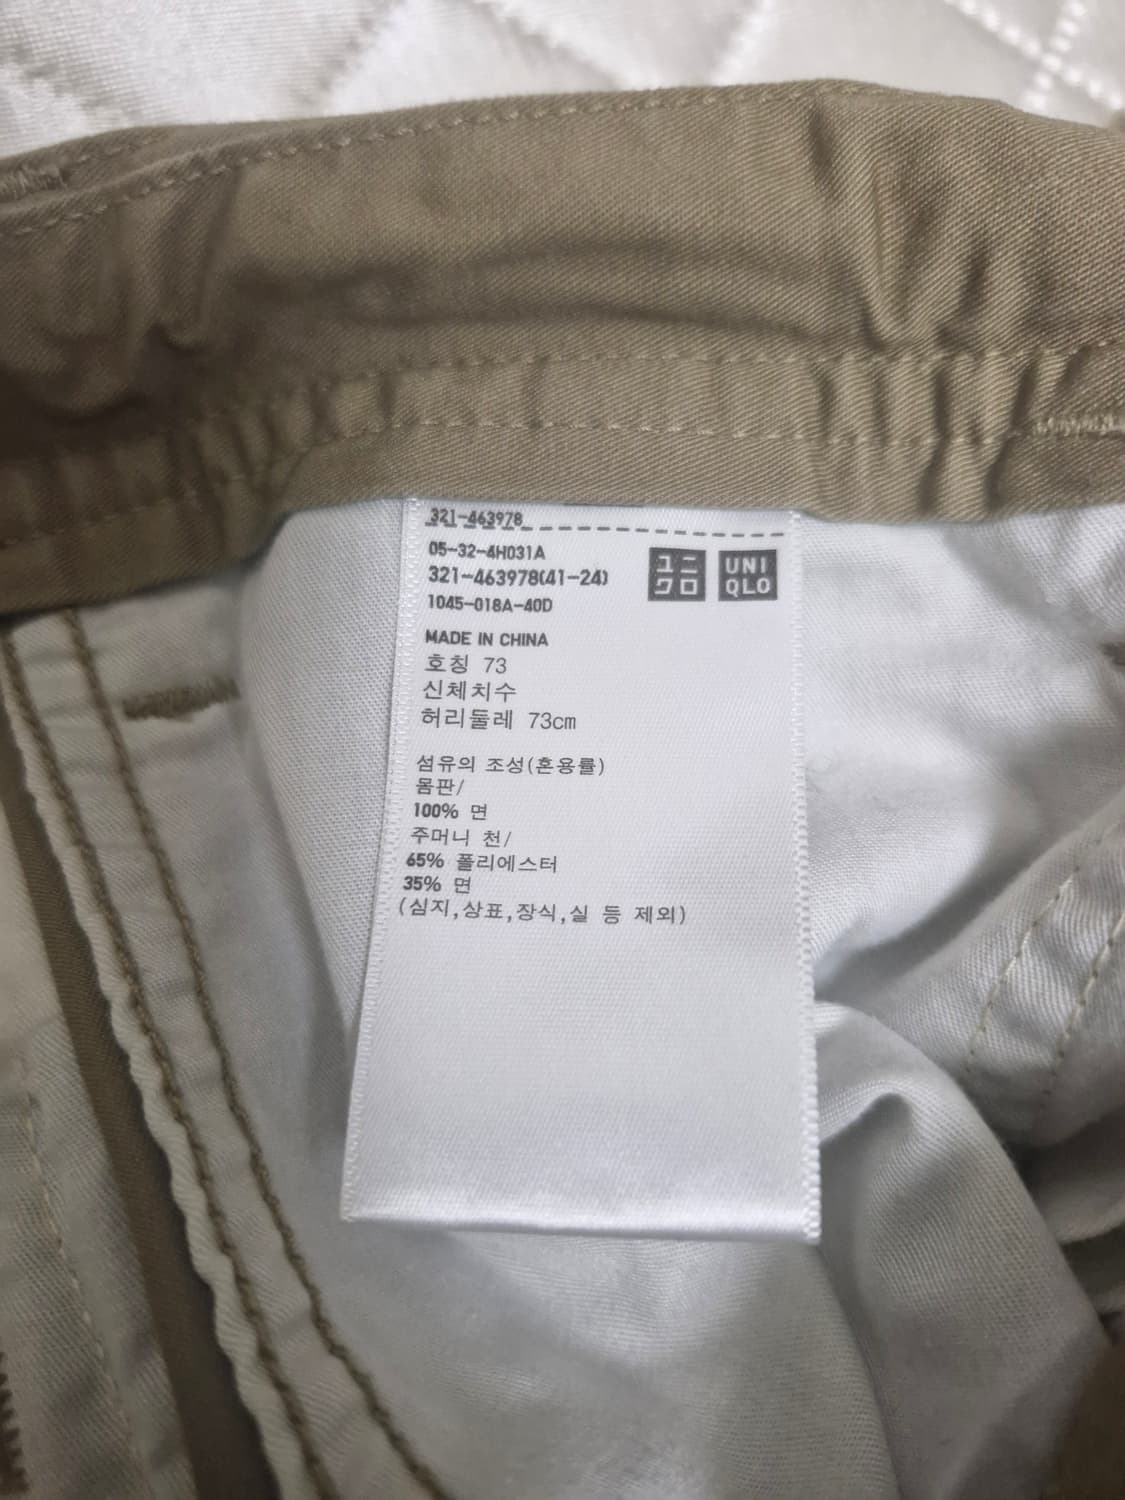 321-463978
05-32-4H031A
321-463978(41-24)
1045-018A-40D
ユニ
クロ
UNI
QLO
MADE IN CHINA
호칭 73
신체치수
허리둘레 73cm
섬유의 조성(혼용률)
몸판/
100% 면
주머니 천/
65% 폴리에스터
35% 면
(심지,상표,장식,실 등 제외)